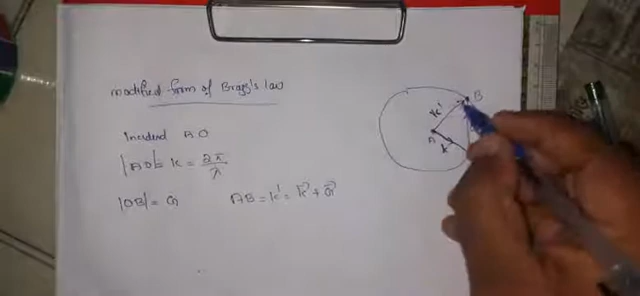 modified form of Bragg's law
Incident AO
|AO| = K = 2π/λ
|OB| = G
AB = K' = K⃗ + G⃗
K'
B
A
K